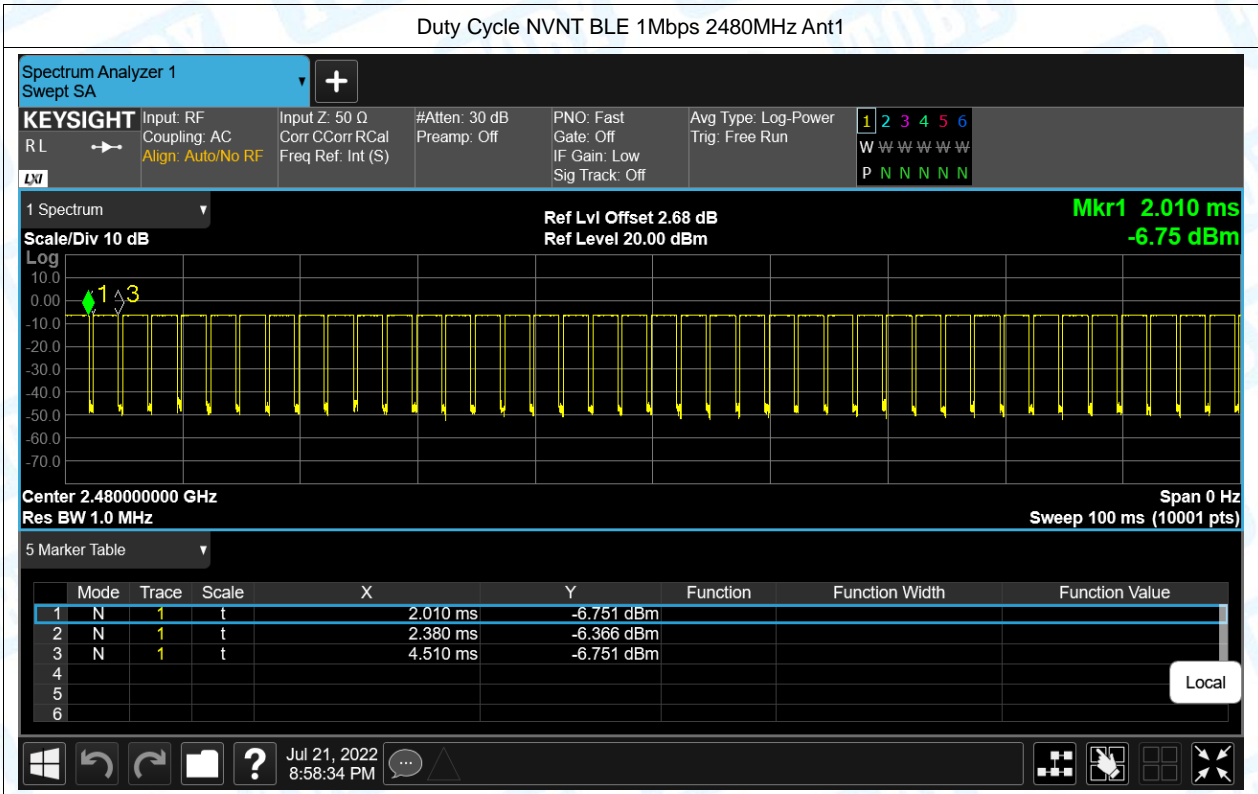 Duty Cycle NVNT BLE 1Mbps 2480MHz Ant1
Spectrum Analyzer 1
Swept SA
KEYSIGHT
RL
LXI
Input: RF
Coupling: AC
Align: Auto/No RF
Input Z: 50 Ω
Corr CCorr RCal
Freq Ref: Int (S)
#Atten: 30 dB
Preamp: Off
PNO: Fast
Gate: Off
IF Gain: Low
Sig Track: Off
Avg Type: Log-Power
Trig: Free Run
1 2 3 4 5 6
W W W W W W
P N N N N N
1 Spectrum
Scale/Div 10 dB
Ref Lvl Offset 2.68 dB
Ref Level 20.00 dBm
Mkr1 2.010 ms
-6.75 dBm
Log
10.0
0.00
-10.0
-20.0
-30.0
-40.0
-50.0
-60.0
-70.0
1 3
Center 2.480000000 GHz
Res BW 1.0 MHz
Span 0 Hz
Sweep 100 ms (10001 pts)
5 Marker Table
Mode Trace Scale X Y Function Function Width Function Value
1 N 1 t 2.010 ms -6.751 dBm
2 N 1 t 2.380 ms -6.366 dBm
3 N 1 t 4.510 ms -6.751 dBm
4
5
6
Local
?
Jul 21, 2022
8:58:34 PM